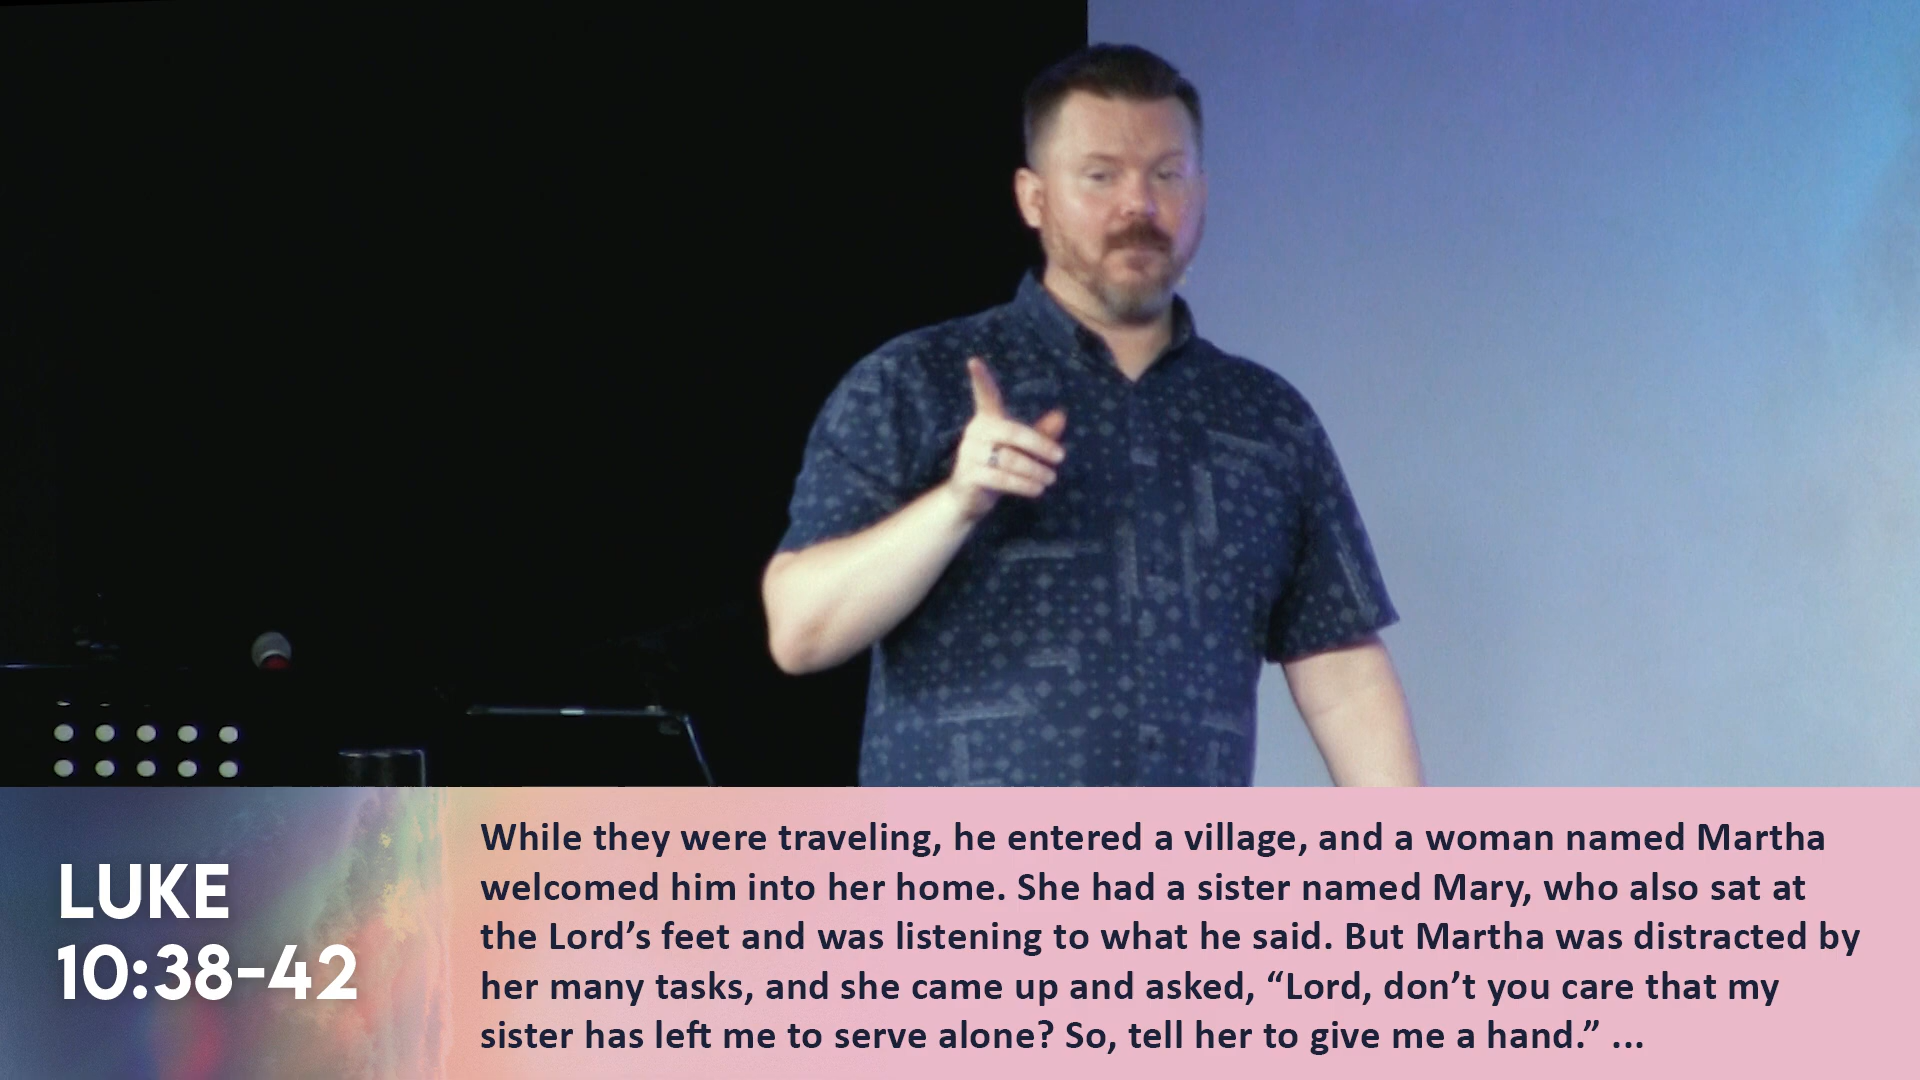 LUKE
10:38-42
While they were traveling, he entered a village, and a woman named Martha
welcomed him into her home. She had a sister named Mary, who also sat at
the Lord’s feet and was listening to what he said. But Martha was distracted by
her many tasks, and she came up and asked, “Lord, don’t you care that my
sister has left me to serve alone? So, tell her to give me a hand.” ...